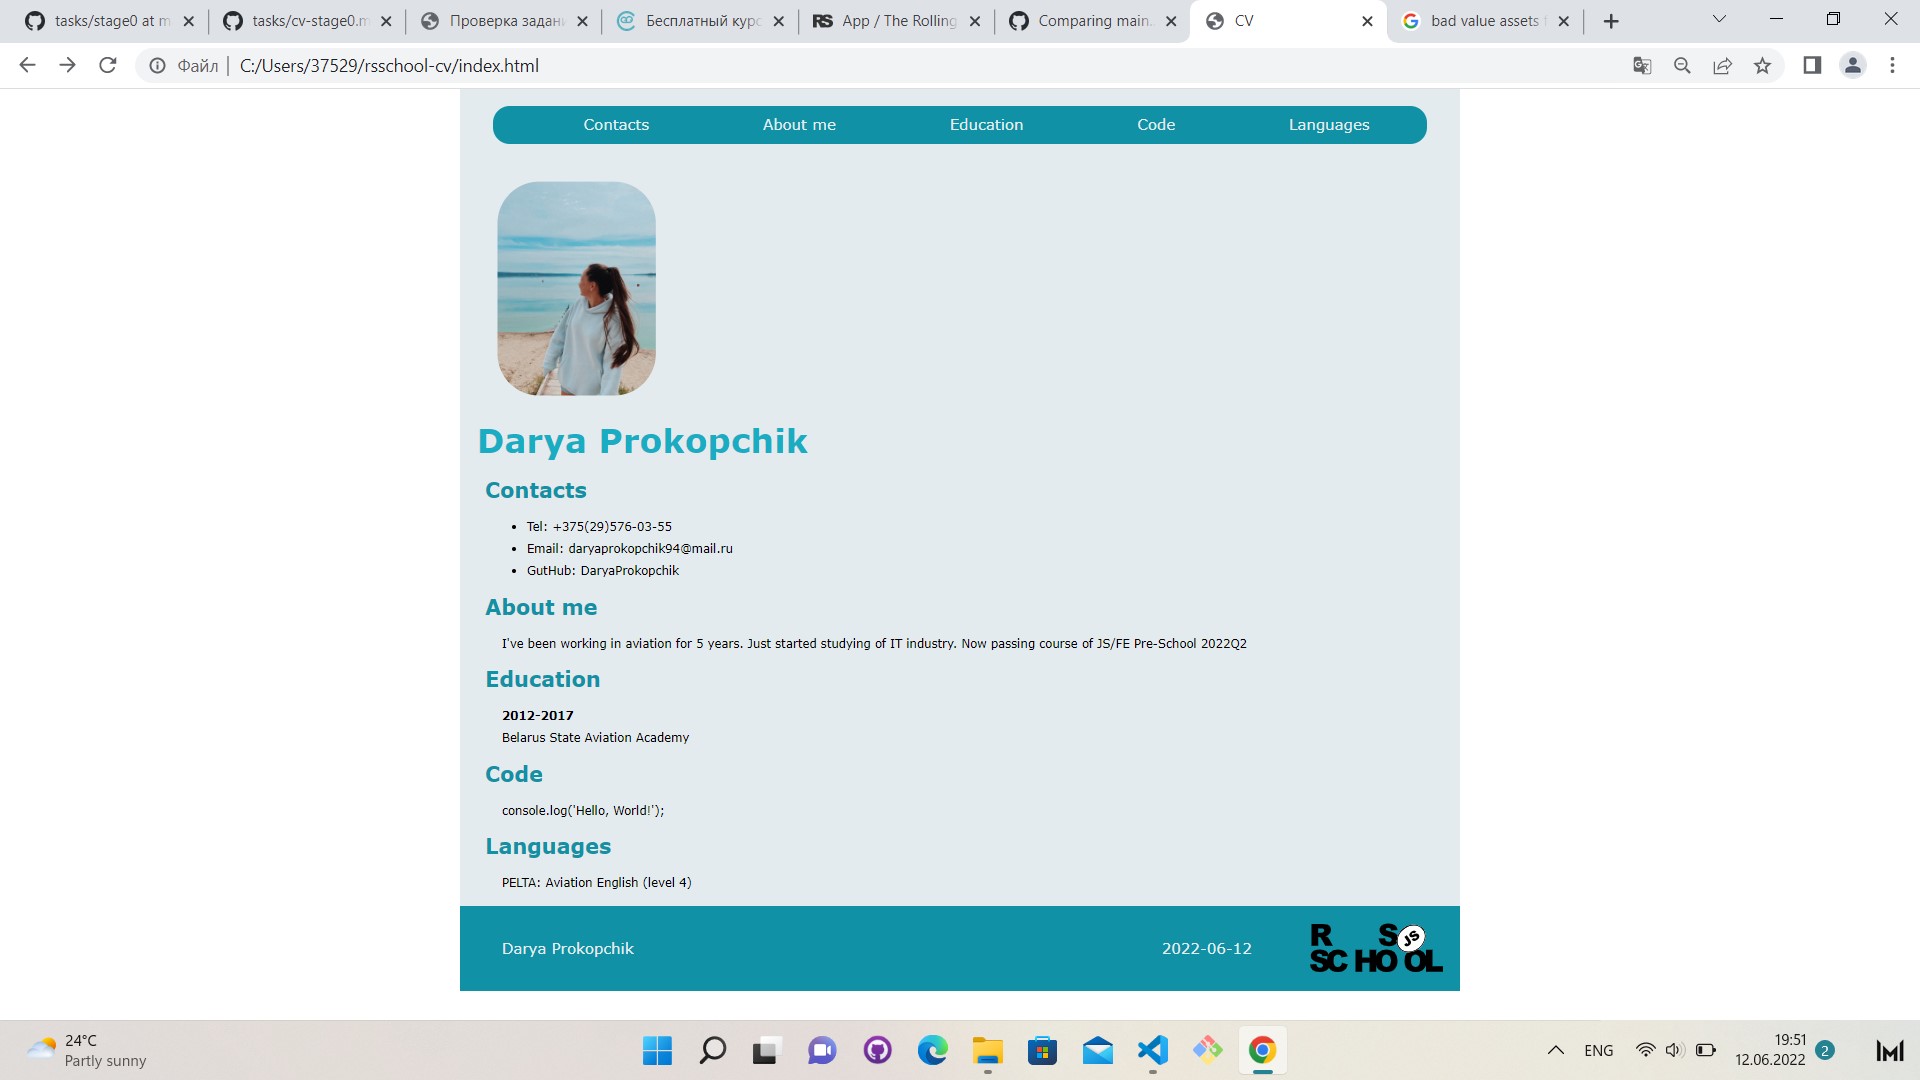 tasks/stage0 at m
tasks/cv-stage0.m
Проверка задани
Бесплатный курс
RS App / The Rolling
Comparing main.
CV
bad value assets
Файл | C:/Users/37529/rsschool-cv/index.html
Contacts About me Education Code Languages
Darya Prokopchik
Contacts
• Tel: +375(29)576-03-55
• Email: daryaprokopchik94@mail.ru
• GutHub: DaryaProkopchik
About me
I've been working in aviation for 5 years. Just started studying of IT industry. Now passing course of JS/FE Pre-School 2022Q2
Education
2012-2017
Belarus State Aviation Academy
Code
console.log('Hello, World!');
Languages
PELTA: Aviation English (level 4)
Darya Prokopchik 2022-06-12
RS JS
SCHOOL
24°C
Partly sunny
ENG
19:51
12.06.2022
2